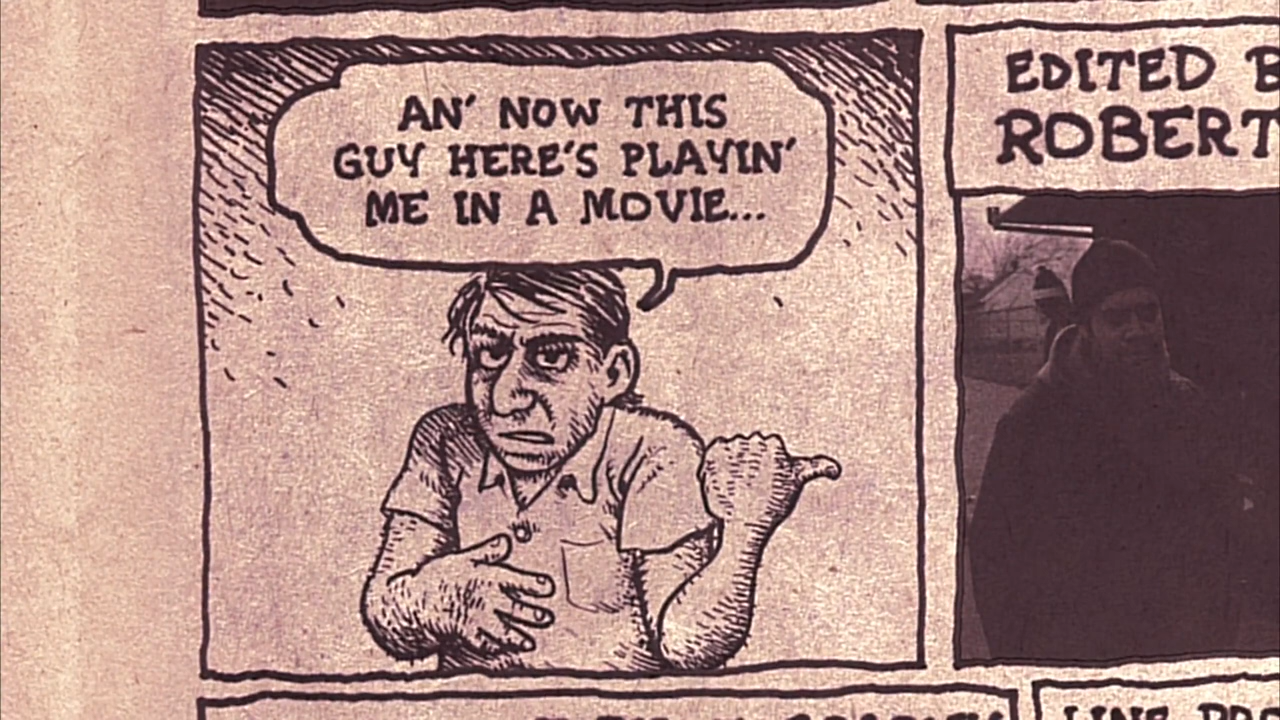 AN' NOW THIS
GUY HERE'S PLAYIN'
ME IN A MOVIE...
EDITED B
ROBERT